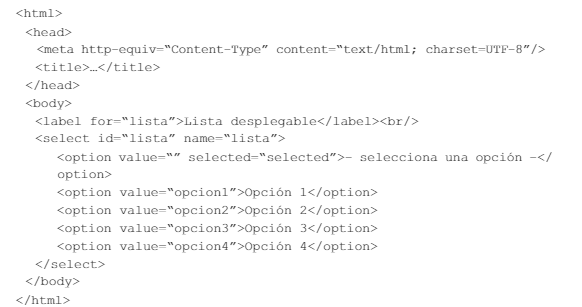 <html>
<head>
<meta http-equiv=“Content-Type” content=“text/html; charset=UTF-8”/>
<title>…</title>
</head>
<body>
<label for=“lista”>Lista desplegable</label><br/>
<select id=“lista” name=“lista”>
<option value=“” selected=“selected”>– selecciona una opción –</
option>
<option value=“opcion1”>Opción 1</option>
<option value=“opcion2”>Opción 2</option>
<option value=“opcion3”>Opción 3</option>
<option value=“opcion4”>Opción 4</option>
</select>
</body>
</html>